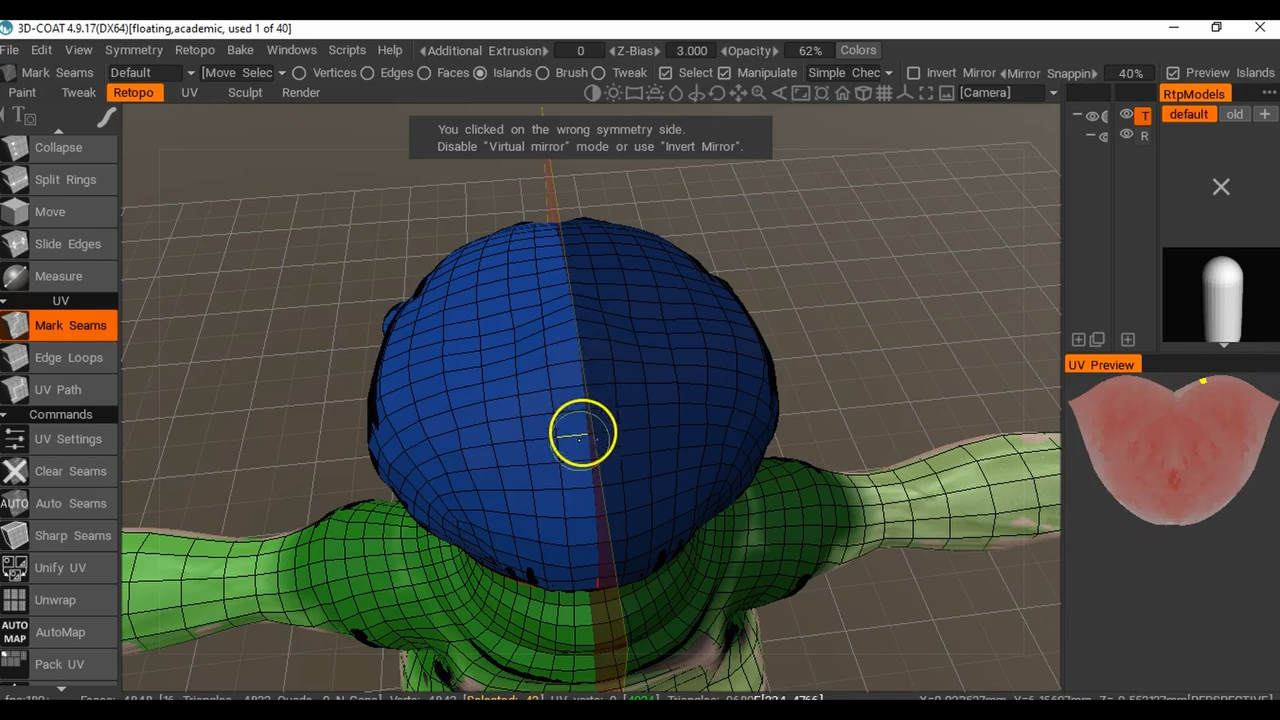 3D-COAT 4.9.17(DX64)[floating,academic, used 1 of 40]
File Edit View Symmetry Retopo Bake Windows Scripts Help Additional Extrusion 0 Z-Bias 3.000 Opacity 62% Colors
Mark Seams Default [Move Selec Vertices Edges Faces Islands Brush Tweak Select Manipulate Simple Chec Invert Mirror Mirror Snappin 40% Preview Islands
Paint Tweak Retopo UV Sculpt Render [Camera] RtpModels
T default old +
R
You clicked on the wrong symmetry side.
Disable "Virtual mirror" mode or use "Invert Mirror".
Collapse
Split Rings
Move
Slide Edges
Measure
UV
Mark Seams
Edge Loops
UV Path
Commands
UV Settings
Clear Seams
AUTO Auto Seams
Sharp Seams
Unify UV
Unwrap
AUTO MAP AutoMap
Pack UV
UV Preview